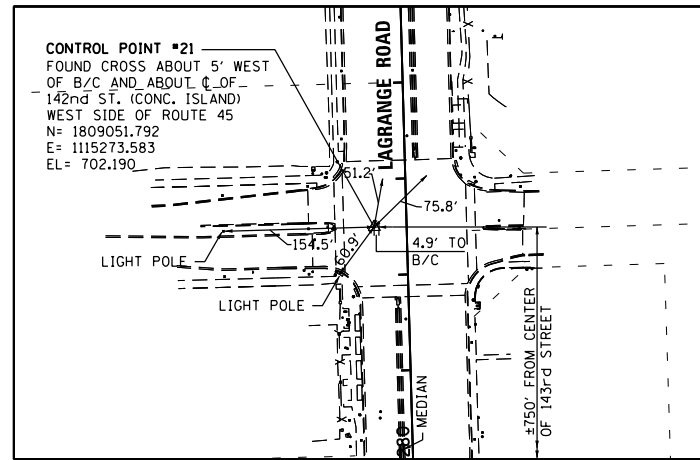 CONTROL POINT #21
FOUND CROSS ABOUT 5' WEST
OF B/C AND ABOUT ℄ OF
142nd ST. (CONC. ISLAND)
WEST SIDE OF ROUTE 45
N= 1809051.792
E= 1115273.583
EL= 702.190
LAGRANGE ROAD
51.2'
75.8'
154.5'
60.9'
4.9' TO
B/C
LIGHT POLE
LIGHT POLE
MEDIAN
280
±750' FROM CENTER
OF 143rd STREET